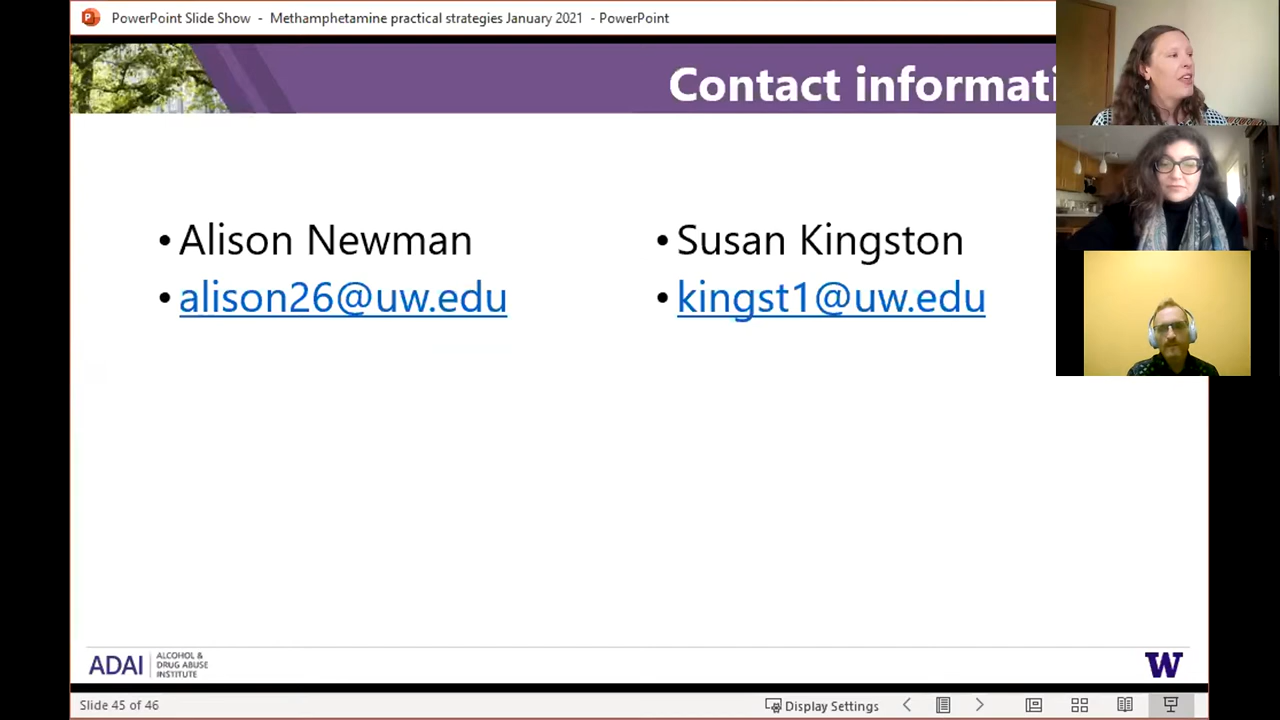 PowerPoint Slide Show - Methamphetamine practical strategies January 2021 - PowerPoint
Contact informati
• Alison Newman
• alison26@uw.edu
• Susan Kingston
• kingst1@uw.edu
ADAI
ALCOHOL &
DRUG ABUSE
INSTITUTE
W
Slide 45 of 46
Display Settings